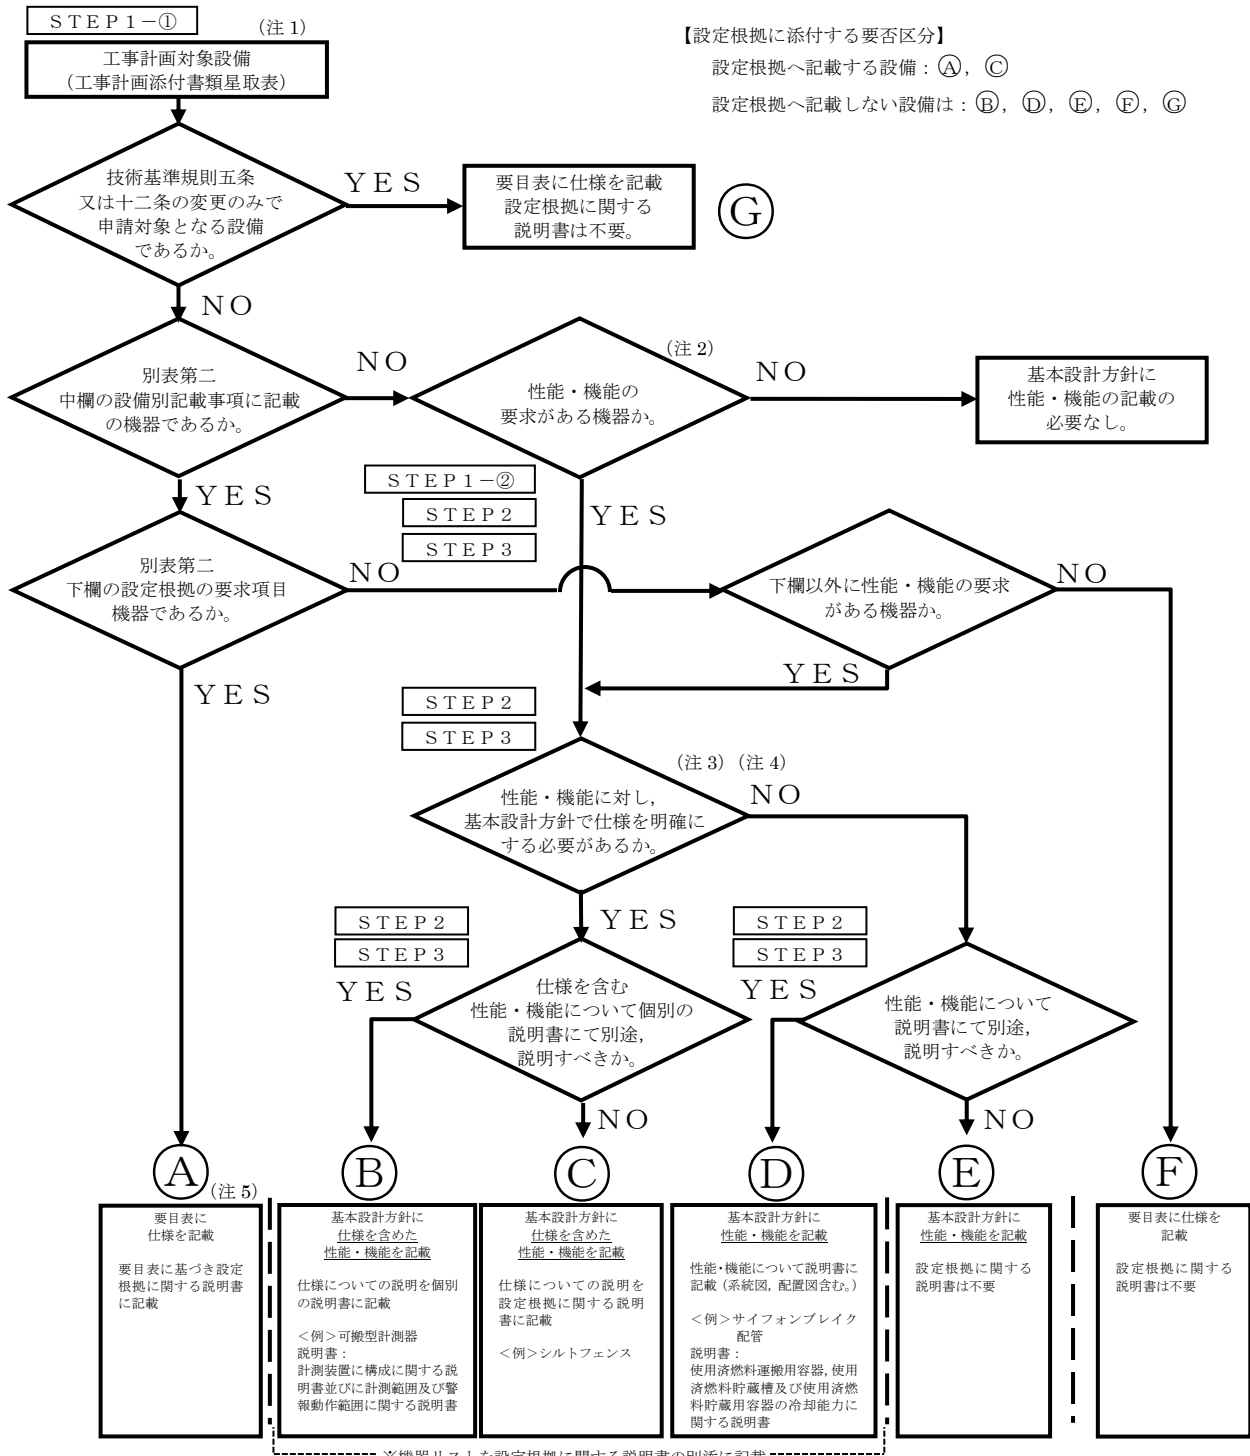 STEP1－①
(注 1)
工事計画対象設備
(工事計画添付書類星取表)
【設定根拠に添付する要否区分】
設定根拠へ記載する設備：Ⓐ，Ⓒ
設定根拠へ記載しない設備は：Ⓑ，Ⓓ，Ⓔ，Ⓕ，Ⓖ
技術基準規則五条
又は十二条の変更のみで
申請対象となる設備
であるか。
YES
要目表に仕様を記載
設定根拠に関する
説明書は不要。
G
NO
別表第二
中欄の設備別記載事項に記載
の機器であるか。
NO
(注 2)
性能・機能の
要求がある機器か。
NO
基本設計方針に
性能・機能の記載の
必要なし。
YES
STEP1－②
STEP2
STEP3
YES
別表第二
下欄の設定根拠の要求項目
機器であるか。
NO
下欄以外に性能・機能の要求
がある機器か。
NO
YES
YES
STEP2
STEP3
(注 3) (注 4)
性能・機能に対し，
基本設計方針で仕様を明確に
する必要があるか。
NO
YES
STEP2
STEP3
YES
仕様を含む
性能・機能について個別の
説明書にて別途，
説明すべきか。
STEP2
STEP3
YES
性能・機能について
説明書にて別途，
説明すべきか。
NO
NO
A
(注 5)
B
C
D
E
F
要目表に
仕様を記載
要目表に基づき設定
根拠に関する説明書
に記載
基本設計方針に
仕様を含めた
性能・機能を記載
仕様についての説明を個別
の説明書に記載
＜例＞可搬型計測器
説明書：
計測装置に構成に関する説
明書並びに計測範囲及び警
報動作範囲に関する説明書
基本設計方針に
仕様を含めた
性能・機能を記載
仕様についての説明を
設定根拠に関する説明
書に記載
＜例＞シルトフェンス
基本設計方針に
性能・機能を記載
性能・機能について説明書に
記載（系統図，配置図含む。）
＜例＞サイフォンブレイク
配管
説明書：
使用済燃料運搬用容器，使用
済燃料貯蔵槽及び使用済燃
料貯蔵用容器の冷却能力に
関する説明書
基本設計方針に
性能・機能を記載
設定根拠に関する
説明書は不要
要目表に仕様を
記載
設定根拠に関する
説明書は不要
※機器リストを設定根拠に関する説明書の別添に記載